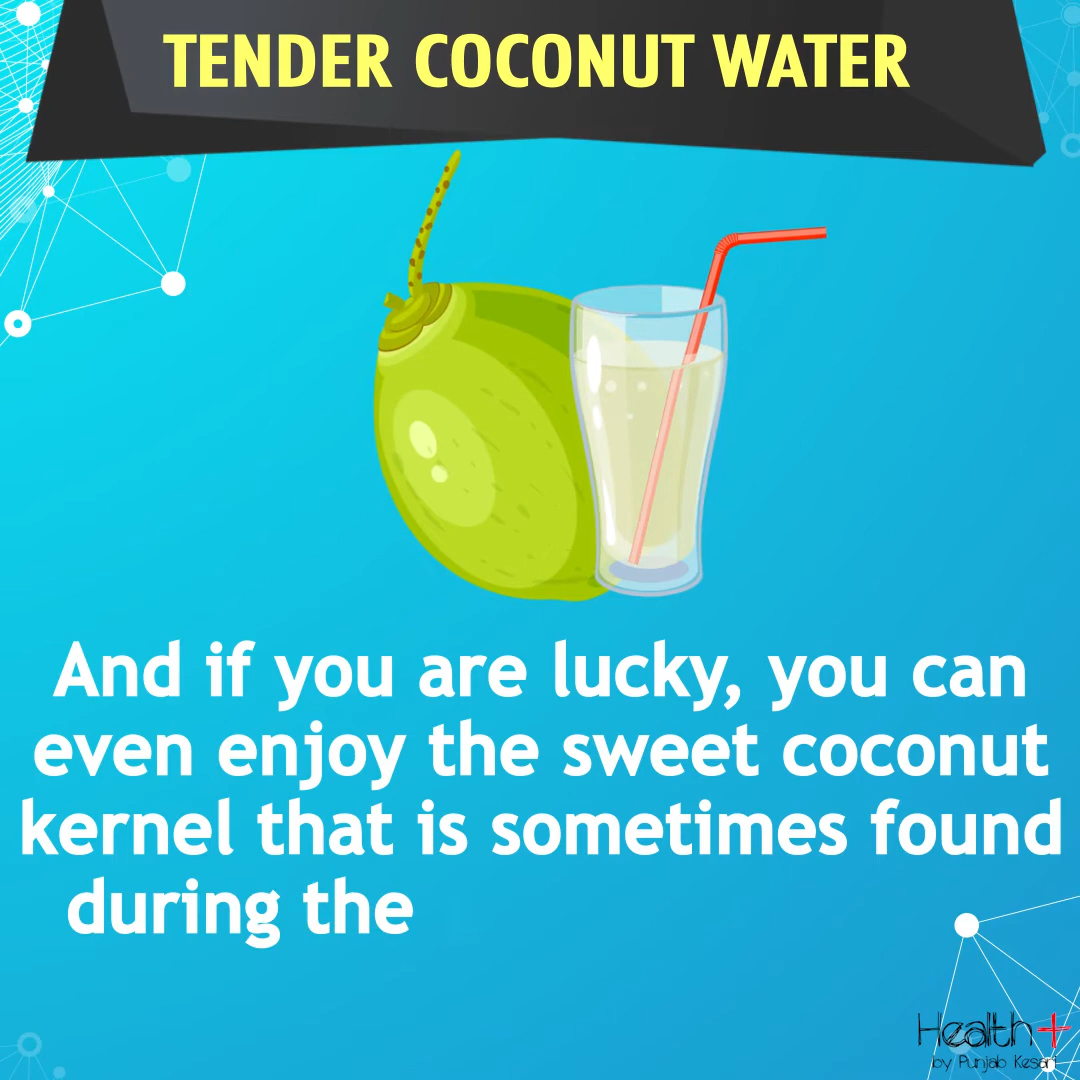 TENDER COCONUT WATER
And if you are lucky, you can
even enjoy the sweet coconut
kernel that is sometimes found
during the
Health+
by Punjab Kesari